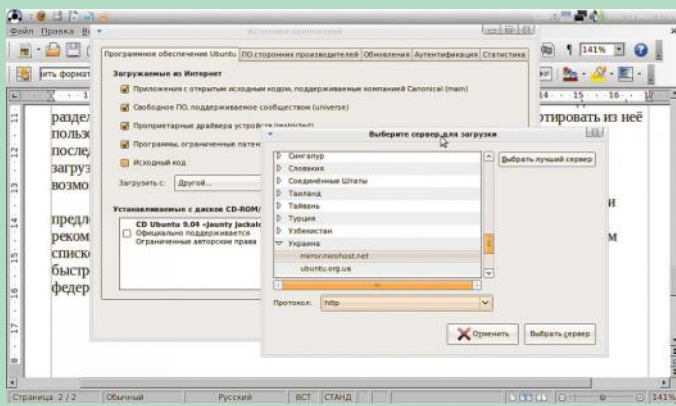 Файл Правка В
Источники приложений
141%
ить формат
Программное обеспечение Ubuntu ПО сторонних производителей Обновления Аутентификация Статистика
Загружаемые из Интернет
Приложения с открытым исходным кодом, поддерживаемые компанией Canonical (main)
Свободное ПО, поддерживаемое сообществом (universe)
Проприетарные драйвера устройств (restricted)
Программы, ограниченные патен
Исходный код
Загрузить с: Другой...
Устанавливаемые с дисков CD-ROM/
CD Ubuntu 9.04 «Jaunty Jackalo
Официально поддерживается
Ограниченные авторские права
Выберите сервер для загрузки
Сингапур
Словакия
Соединённые Штаты
Таиланд
Тайвань
Турция
Узбекистан
Украина
mirror.mirohost.net
ubuntu.org.ua
Выбрать лучший сервер
Протокол: http
Отменить Выбрать сервер
раздел
тировать из неё
пользо
после
загруз
возмо
и
предл
реком
м
списк
быстр
федер
Страница 2 / 2 Обычный Русский ВСТ СТАНД 141%